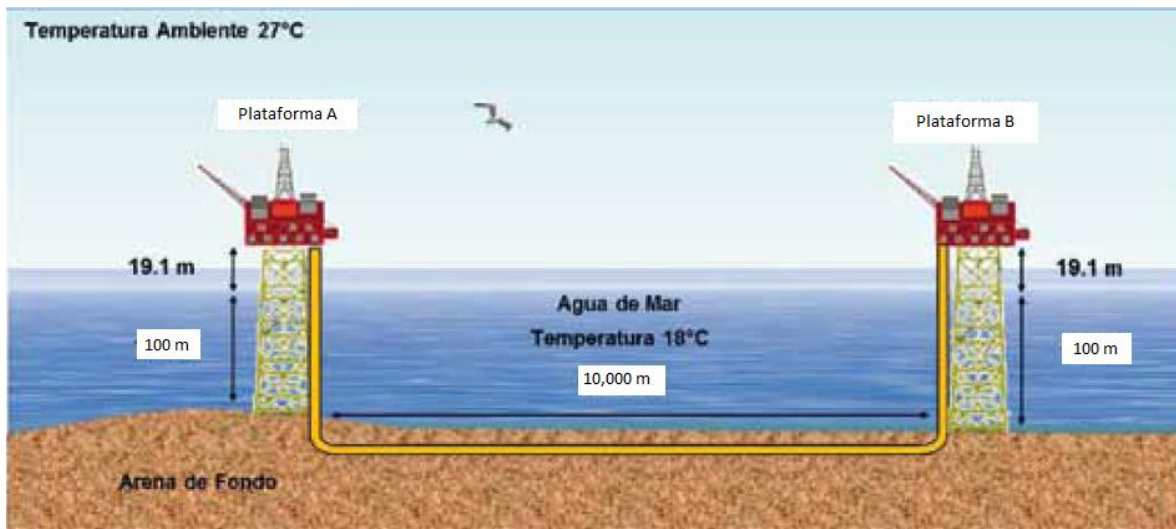 Temperatura Ambiente 27°C
Plataforma A
Plataforma B
19.1 m
19.1 m
Agua de Mar
Temperatura 18°C
100 m
100 m
10,000 m
Arena de Fondo